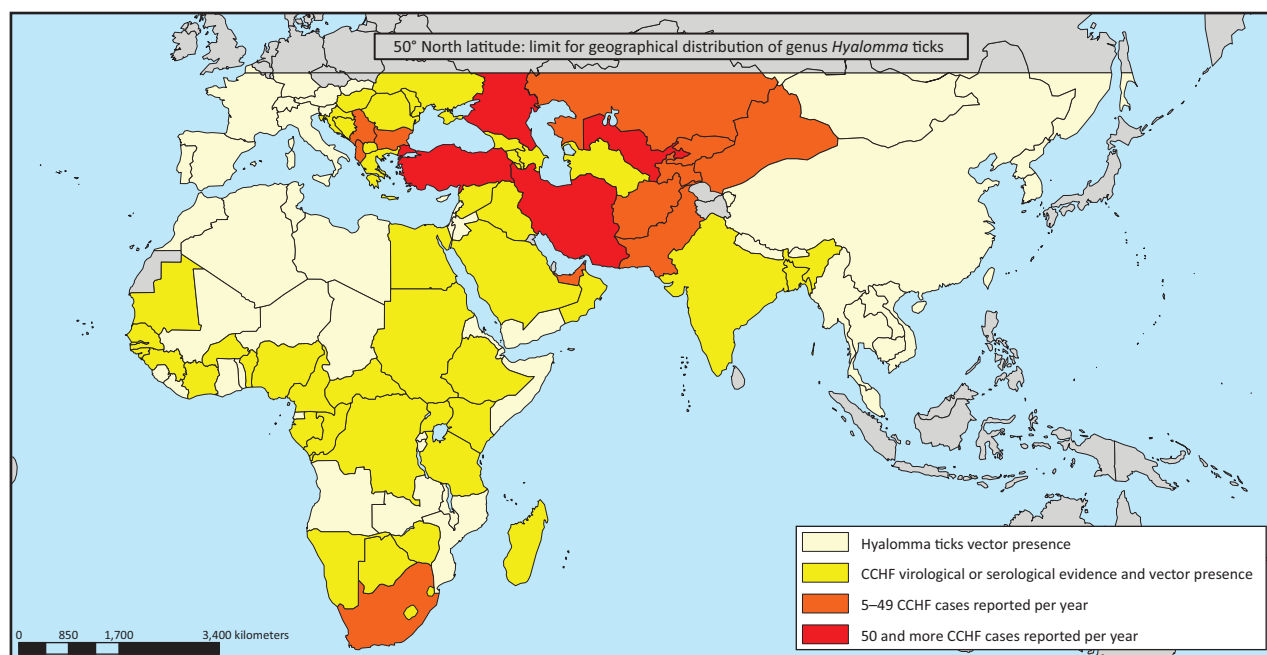 50° North latitude: limit for geographical distribution of genus Hyalomma ticks
Hyalomma ticks vector presence
CCHF virological or serological evidence and vector presence
5–49 CCHF cases reported per year
50 and more CCHF cases reported per year
0 850 1,700 3,400 kilometers